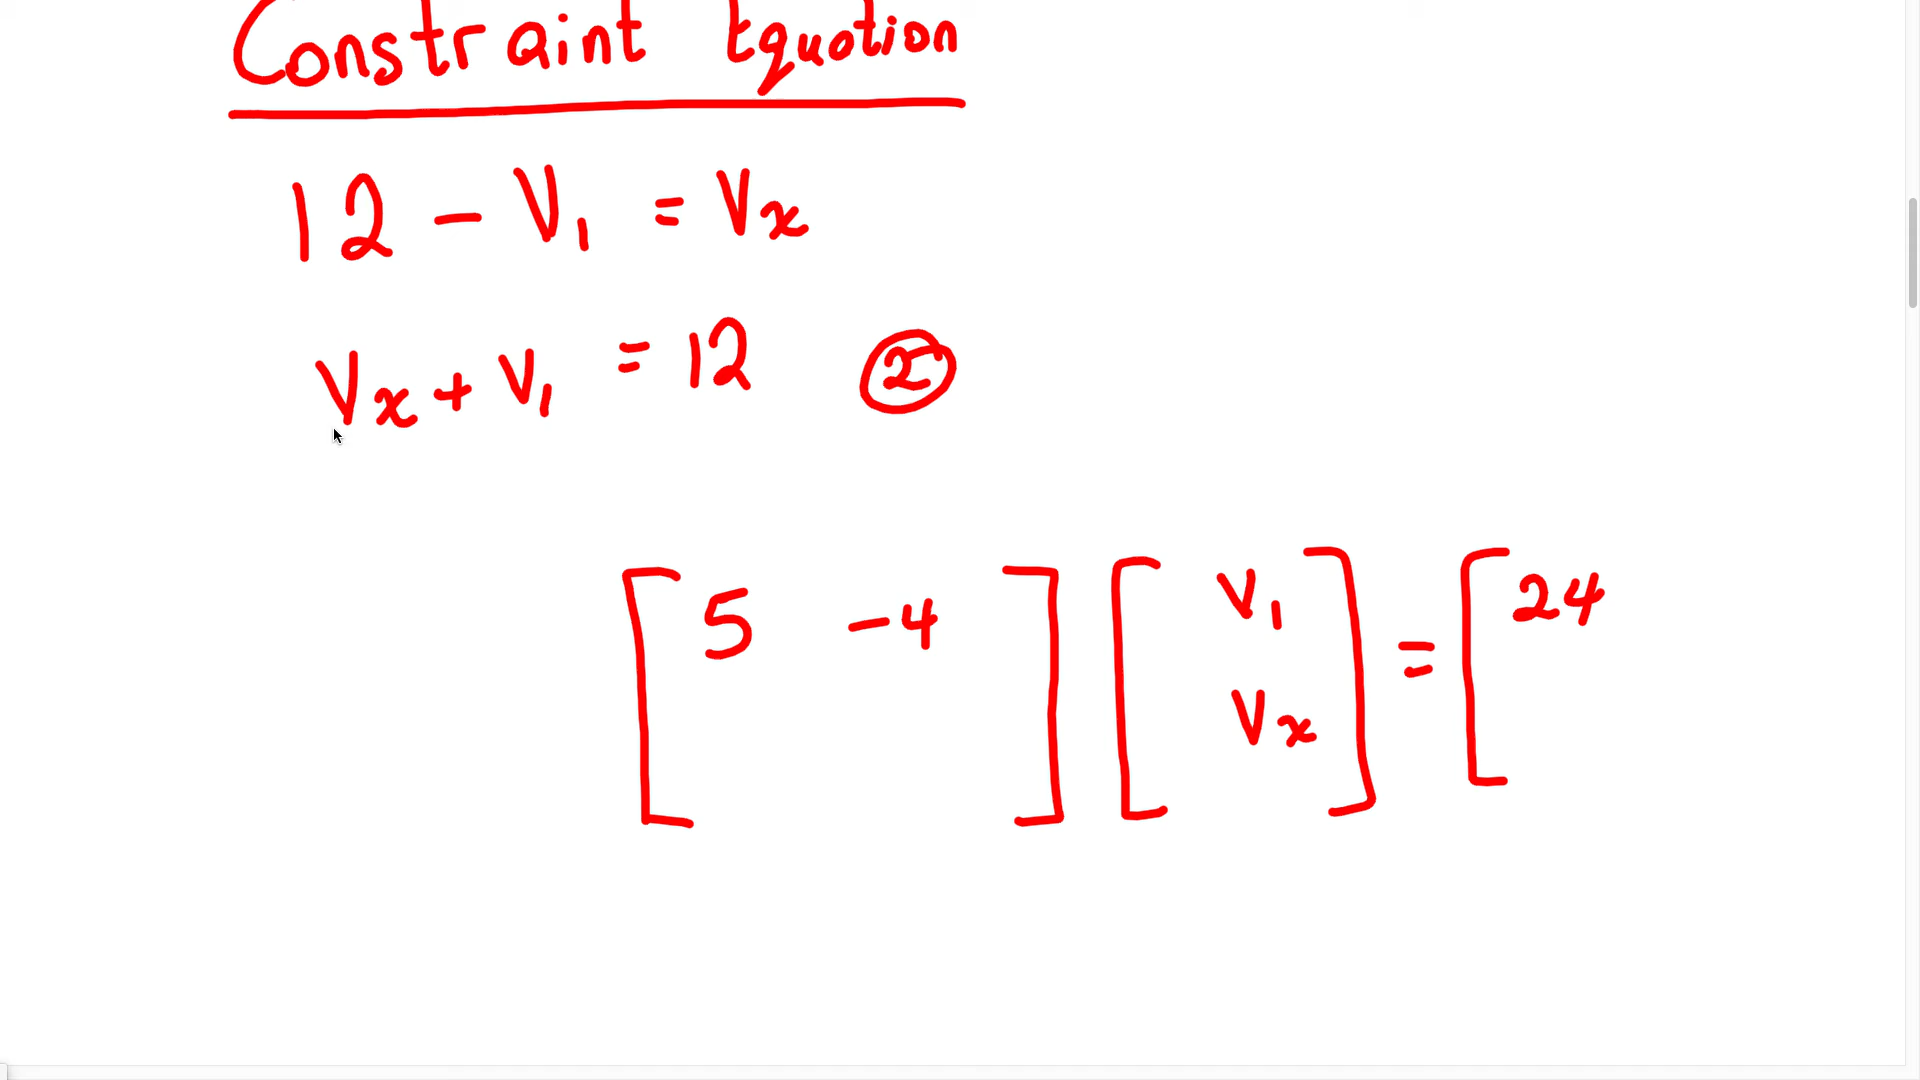 Constraint Equation
12 - V₁ = Vx
Vx + V₁ = 12 ②
[5 -4] [V₁ = [24
Vx]